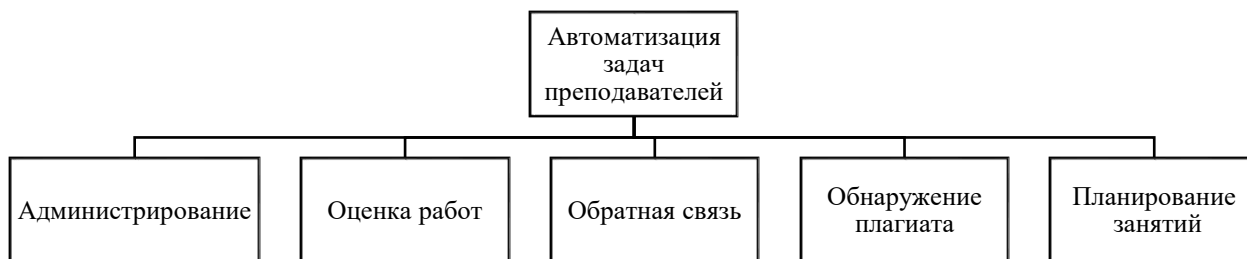 Автоматизация
задач
преподавателей
Администрирование
Оценка работ
Обратная связь
Обнаружение
плагиата
Планирование
занятий